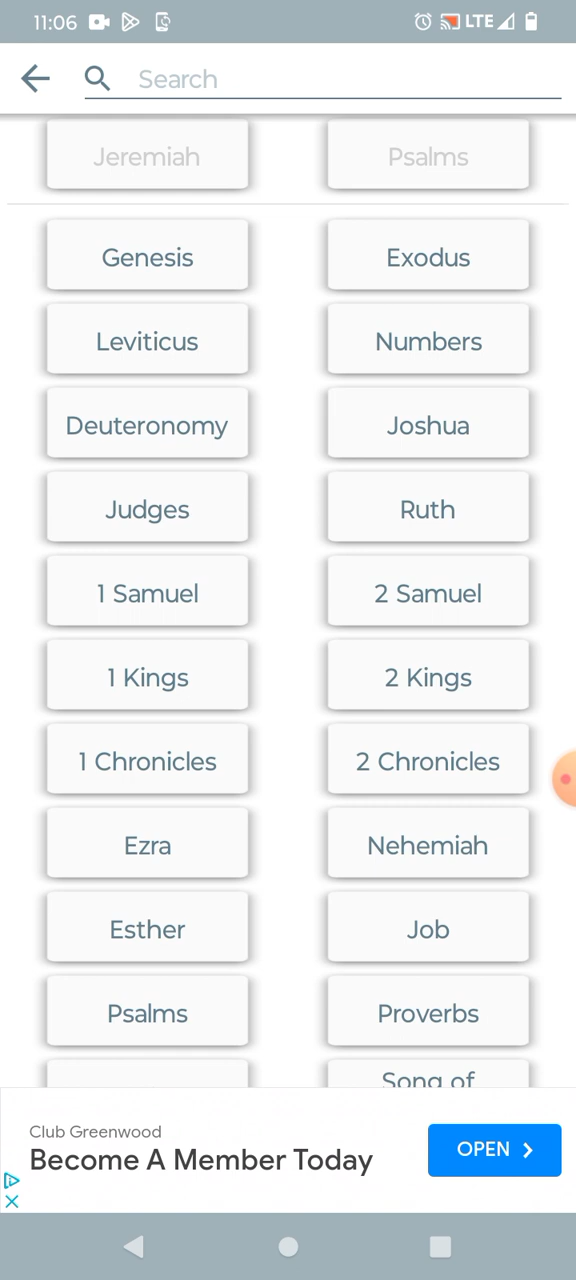 11:06 LTE
Search
Jeremiah Psalms
Genesis Exodus
Leviticus Numbers
Deuteronomy Joshua
Judges Ruth
1 Samuel 2 Samuel
1 Kings 2 Kings
1 Chronicles 2 Chronicles
Ezra Nehemiah
Esther Job
Psalms Proverbs
Song of
Club Greenwood
Become A Member Today
OPEN